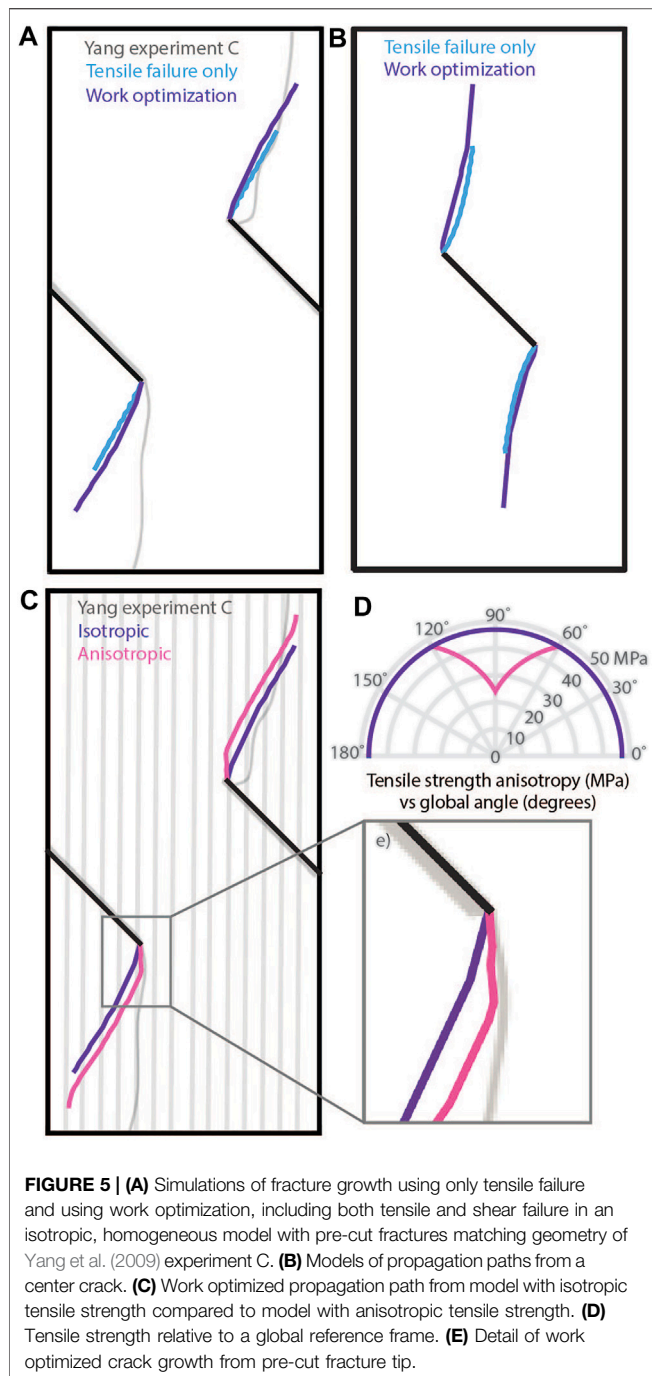 A
Yang experiment C
Tensile failure only
Work optimization
B
Tensile failure only
Work optimization
C
Yang experiment C
Isotropic
Anisotropic
D
90°
120°
60°
50 MPa
150°
40
30°
30
20
10
180°
0
0°
Tensile strength anisotropy (MPa)
vs global angle (degrees)
e)
FIGURE 5 | (A) Simulations of fracture growth using only tensile failure
and using work optimization, including both tensile and shear failure in an
isotropic, homogeneous model with pre-cut fractures matching geometry of
Yang et al. (2009) experiment C. (B) Models of propagation paths from a
center crack. (C) Work optimized propagation path from model with isotropic
tensile strength compared to model with anisotropic tensile strength. (D)
Tensile strength relative to a global reference frame. (E) Detail of work
optimized crack growth from pre-cut fracture tip.